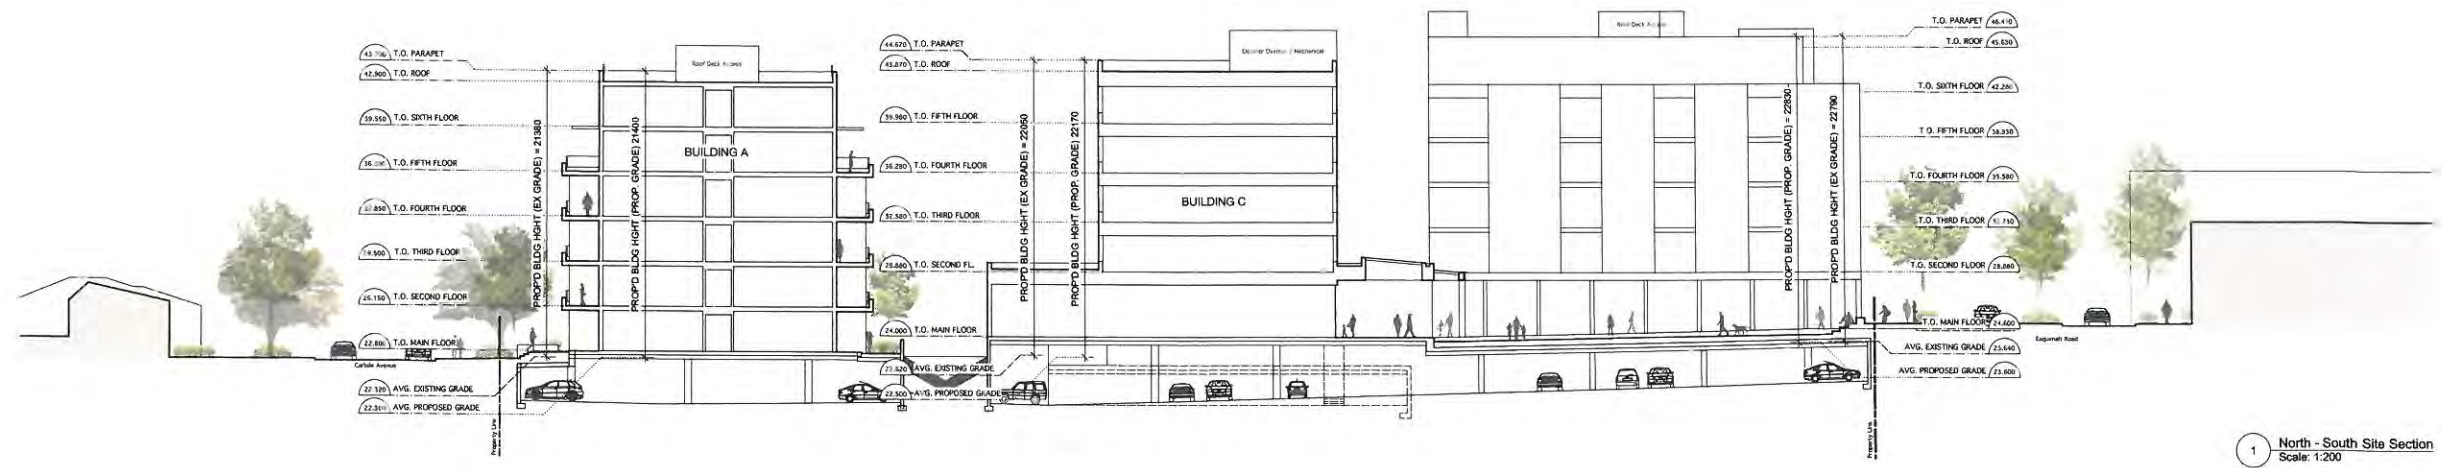 T.O. PARAPET
42.900 T.O. ROOF
39.550 T.O. SIXTH FLOOR
T.O. FIFTH FLOOR
T.O. FOURTH FLOOR
T.O. THIRD FLOOR
26.150 T.O. SECOND FLOOR
22.800 T.O. MAIN FLOOR
22.320 AVG. EXISTING GRADE
22.300 AVG. PROPOSED GRADE
Carlisle Avenue
Property Line
PROP'D BLDG HGHT (EX GRADE) = 21380
PROP'D BLDG HGHT (PROP. GRADE) 21400
Roof Deck Access
BUILDING A
44.670 T.O. PARAPET
43.870 T.O. ROOF
39.980 T.O. FIFTH FLOOR
36.280 T.O. FOURTH FLOOR
32.580 T.O. THIRD FLOOR
28.880 T.O. SECOND FL.
24.000 T.O. MAIN FLOOR
AVG. EXISTING GRADE
22.500 AVG. PROPOSED GRADE
PROP'D BLDG HGHT (EX GRADE) = 22050
PROP'D BLDG HGHT (PROP. GRADE) 22170
Elevator Overrun / Mechanical
BUILDING C
Roof Deck Access
PROP'D BLDG HGHT (PROP. GRADE) = 22830
PROP'D BLDG HGHT (EX GRADE) = 22790
T.O. PARAPET 46.410
T.O. ROOF 45.630
T.O. SIXTH FLOOR 42.280
T.O. FIFTH FLOOR 38.930
T.O. FOURTH FLOOR 35.580
T.O. THIRD FLOOR
T.O. SECOND FLOOR 28.880
T.O. MAIN FLOOR 24.600
AVG. EXISTING GRADE 23.640
AVG. PROPOSED GRADE 23.600
Esquimalt Road
Property Line
1 North - South Site Section
Scale: 1:200